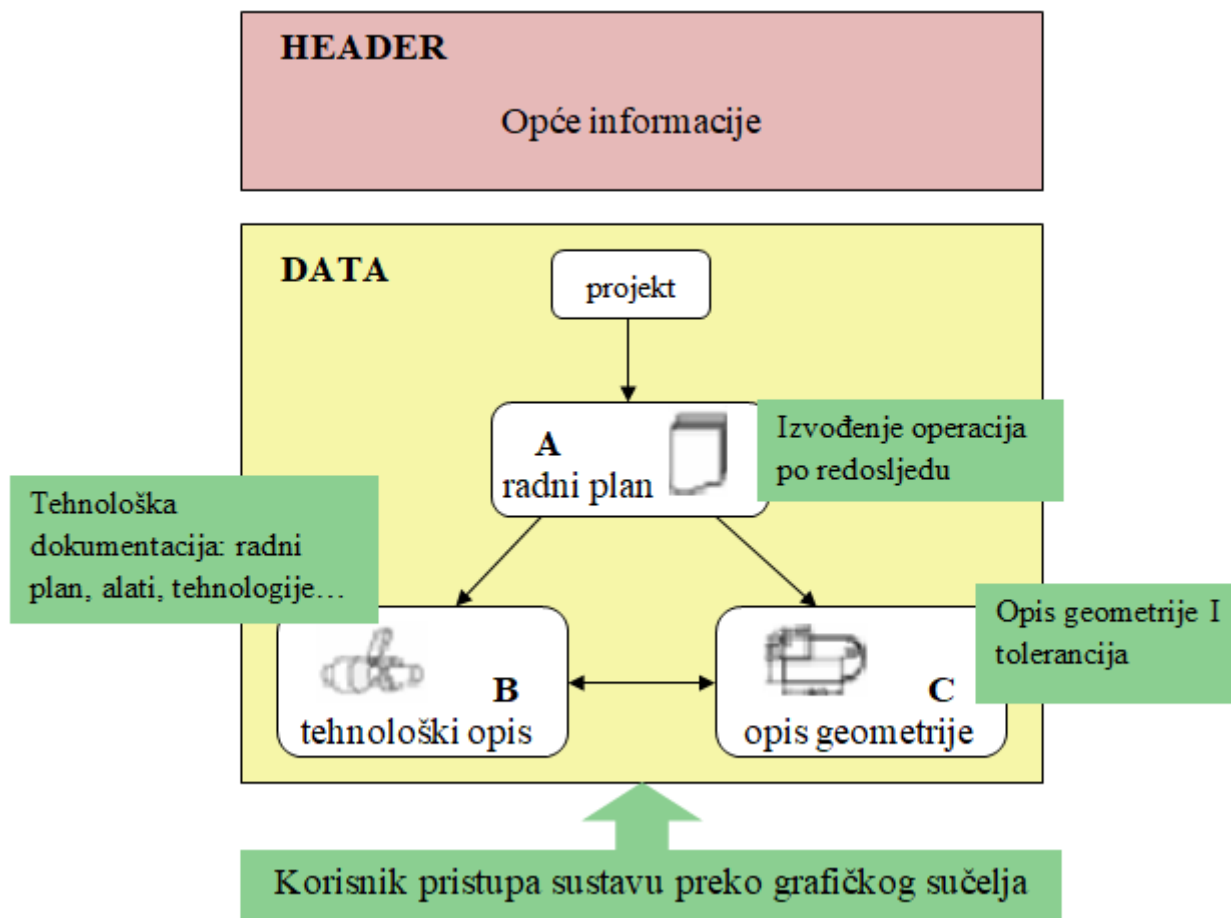 HEADER
Opće informacije
DATA
projekt
A
radni plan
Izvođenje operacija
po redosljedu
Tehnološka
dokumentacija: radni
plan, alati, tehnologije…
B
tehnološki opis
C
opis geometrije
Opis geometrije I
tolerancija
Korisnik pristupa sustavu preko grafičkog sučelja